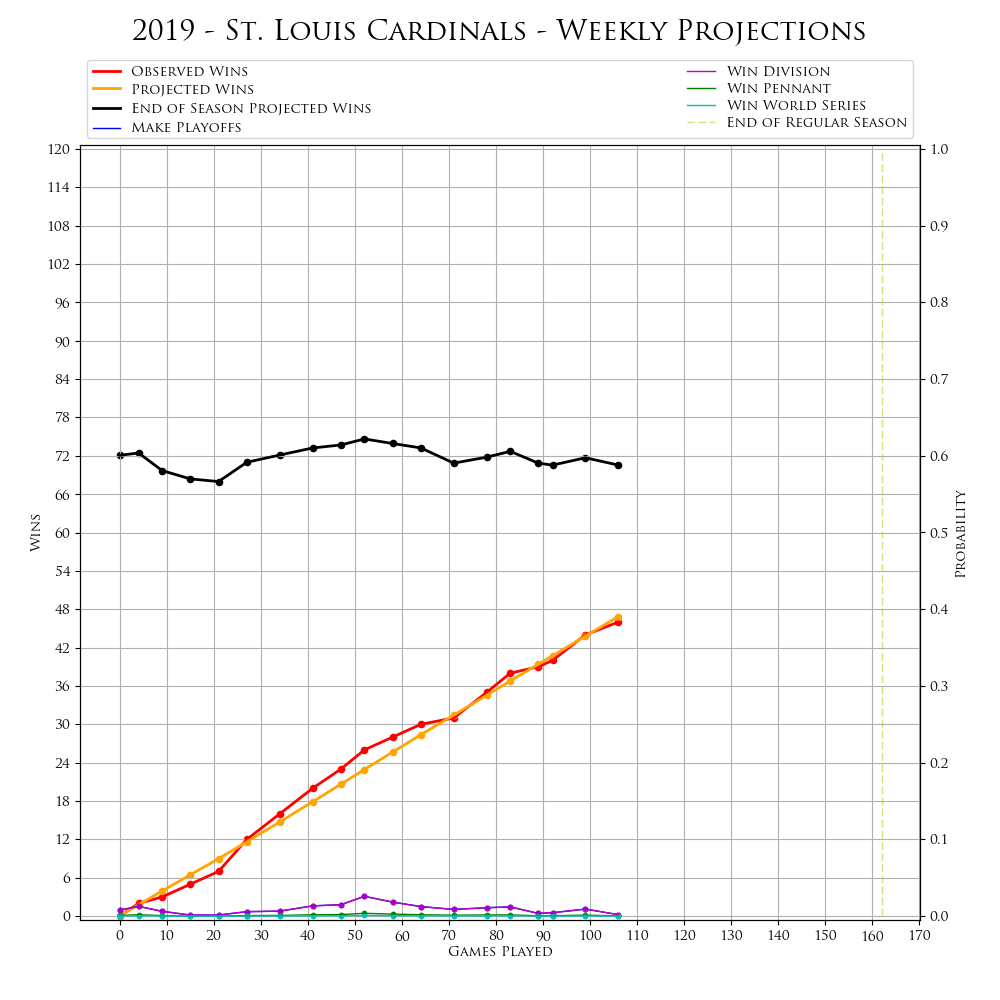 2019 - St. Louis Cardinals - Weekly Projections
Observed Wins
Projected Wins
End of Season Projected Wins
Make Playoffs
Win Division
Win Pennant
Win World Series
End of Regular Season
120
114
108
102
96
90
84
78
72
66
60
54
48
42
36
30
24
18
12
6
0
Wins
1.0
0.9
0.8
0.7
0.6
0.5
0.4
0.3
0.2
0.1
0.0
Probability
0 10 20 30 40 50 60 70 80 90 100 110 120 130 140 150 160 170
Games Played